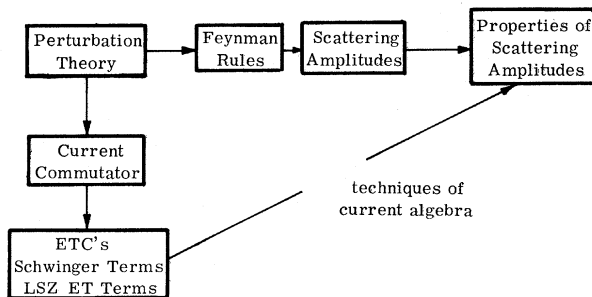 Perturbation
Theory
Feynman
Rules
Scattering
Amplitudes
Properties of
Scattering
Amplitudes
Current
Commutator
techniques of
current algebra
ETC's
Schwinger Terms
LSZ ET Terms